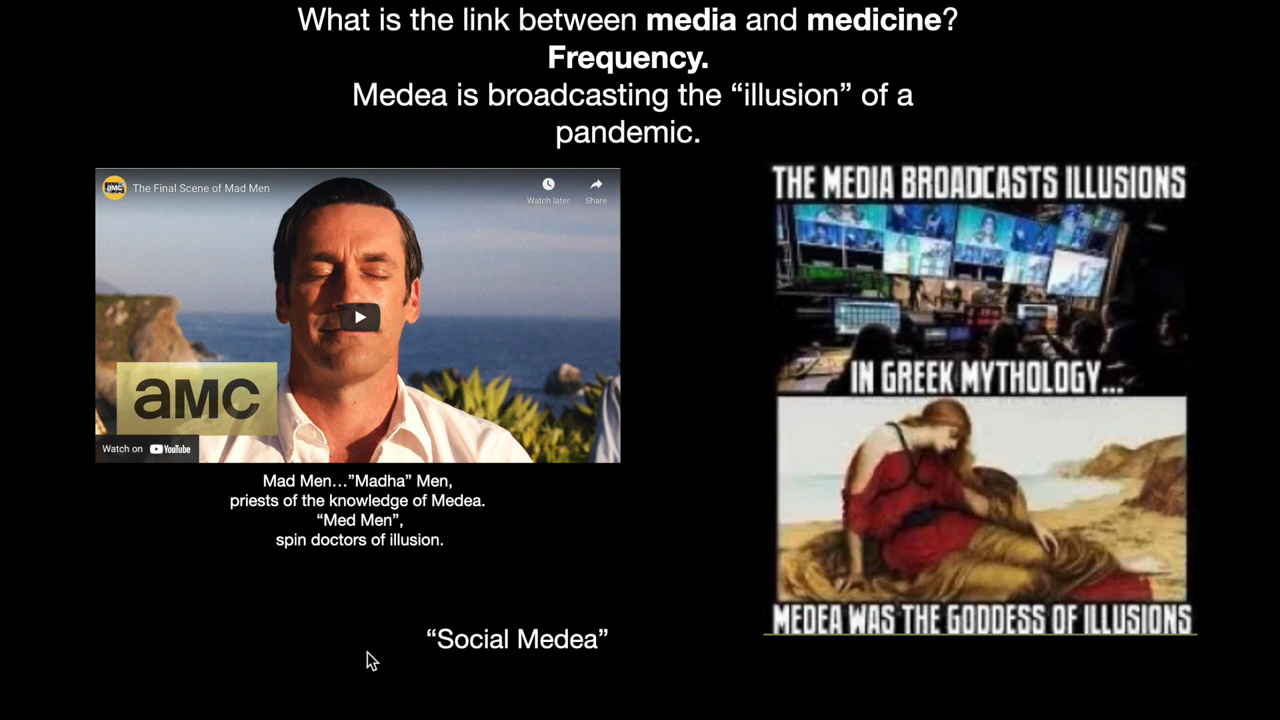 What is the link between media and medicine?
Frequency.
Medea is broadcasting the “illusion” of a
pandemic.
aMC
The Final Scene of Mad Men
Watch later
Share
aMC
Watch on YouTube
Mad Men…”Madha” Men,
priests of the knowledge of Medea.
“Med Men”,
spin doctors of illusion.
THE MEDIA BROADCASTS ILLUSIONS
IN GREEK MYTHOLOGY...
MEDEA WAS THE GODDESS OF ILLUSIONS
“Social Medea”